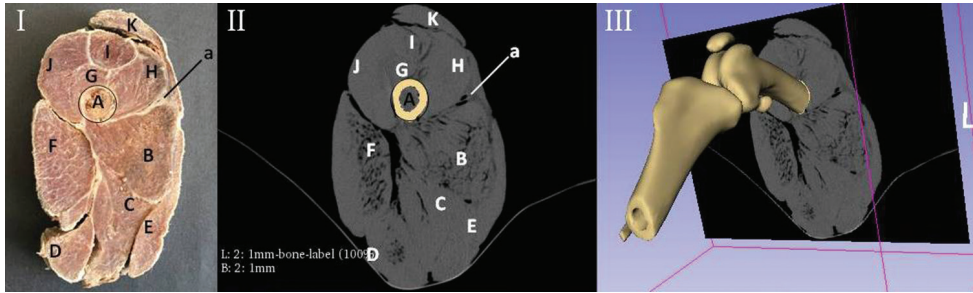 I
K
I
J
H
a
G
A
F
B
C
E
D
II
K
I
a
J
G
H
A
F
B
C
E
D
L: 2: 1mm-bone-label (100%
B: 2: 1mm
III
L